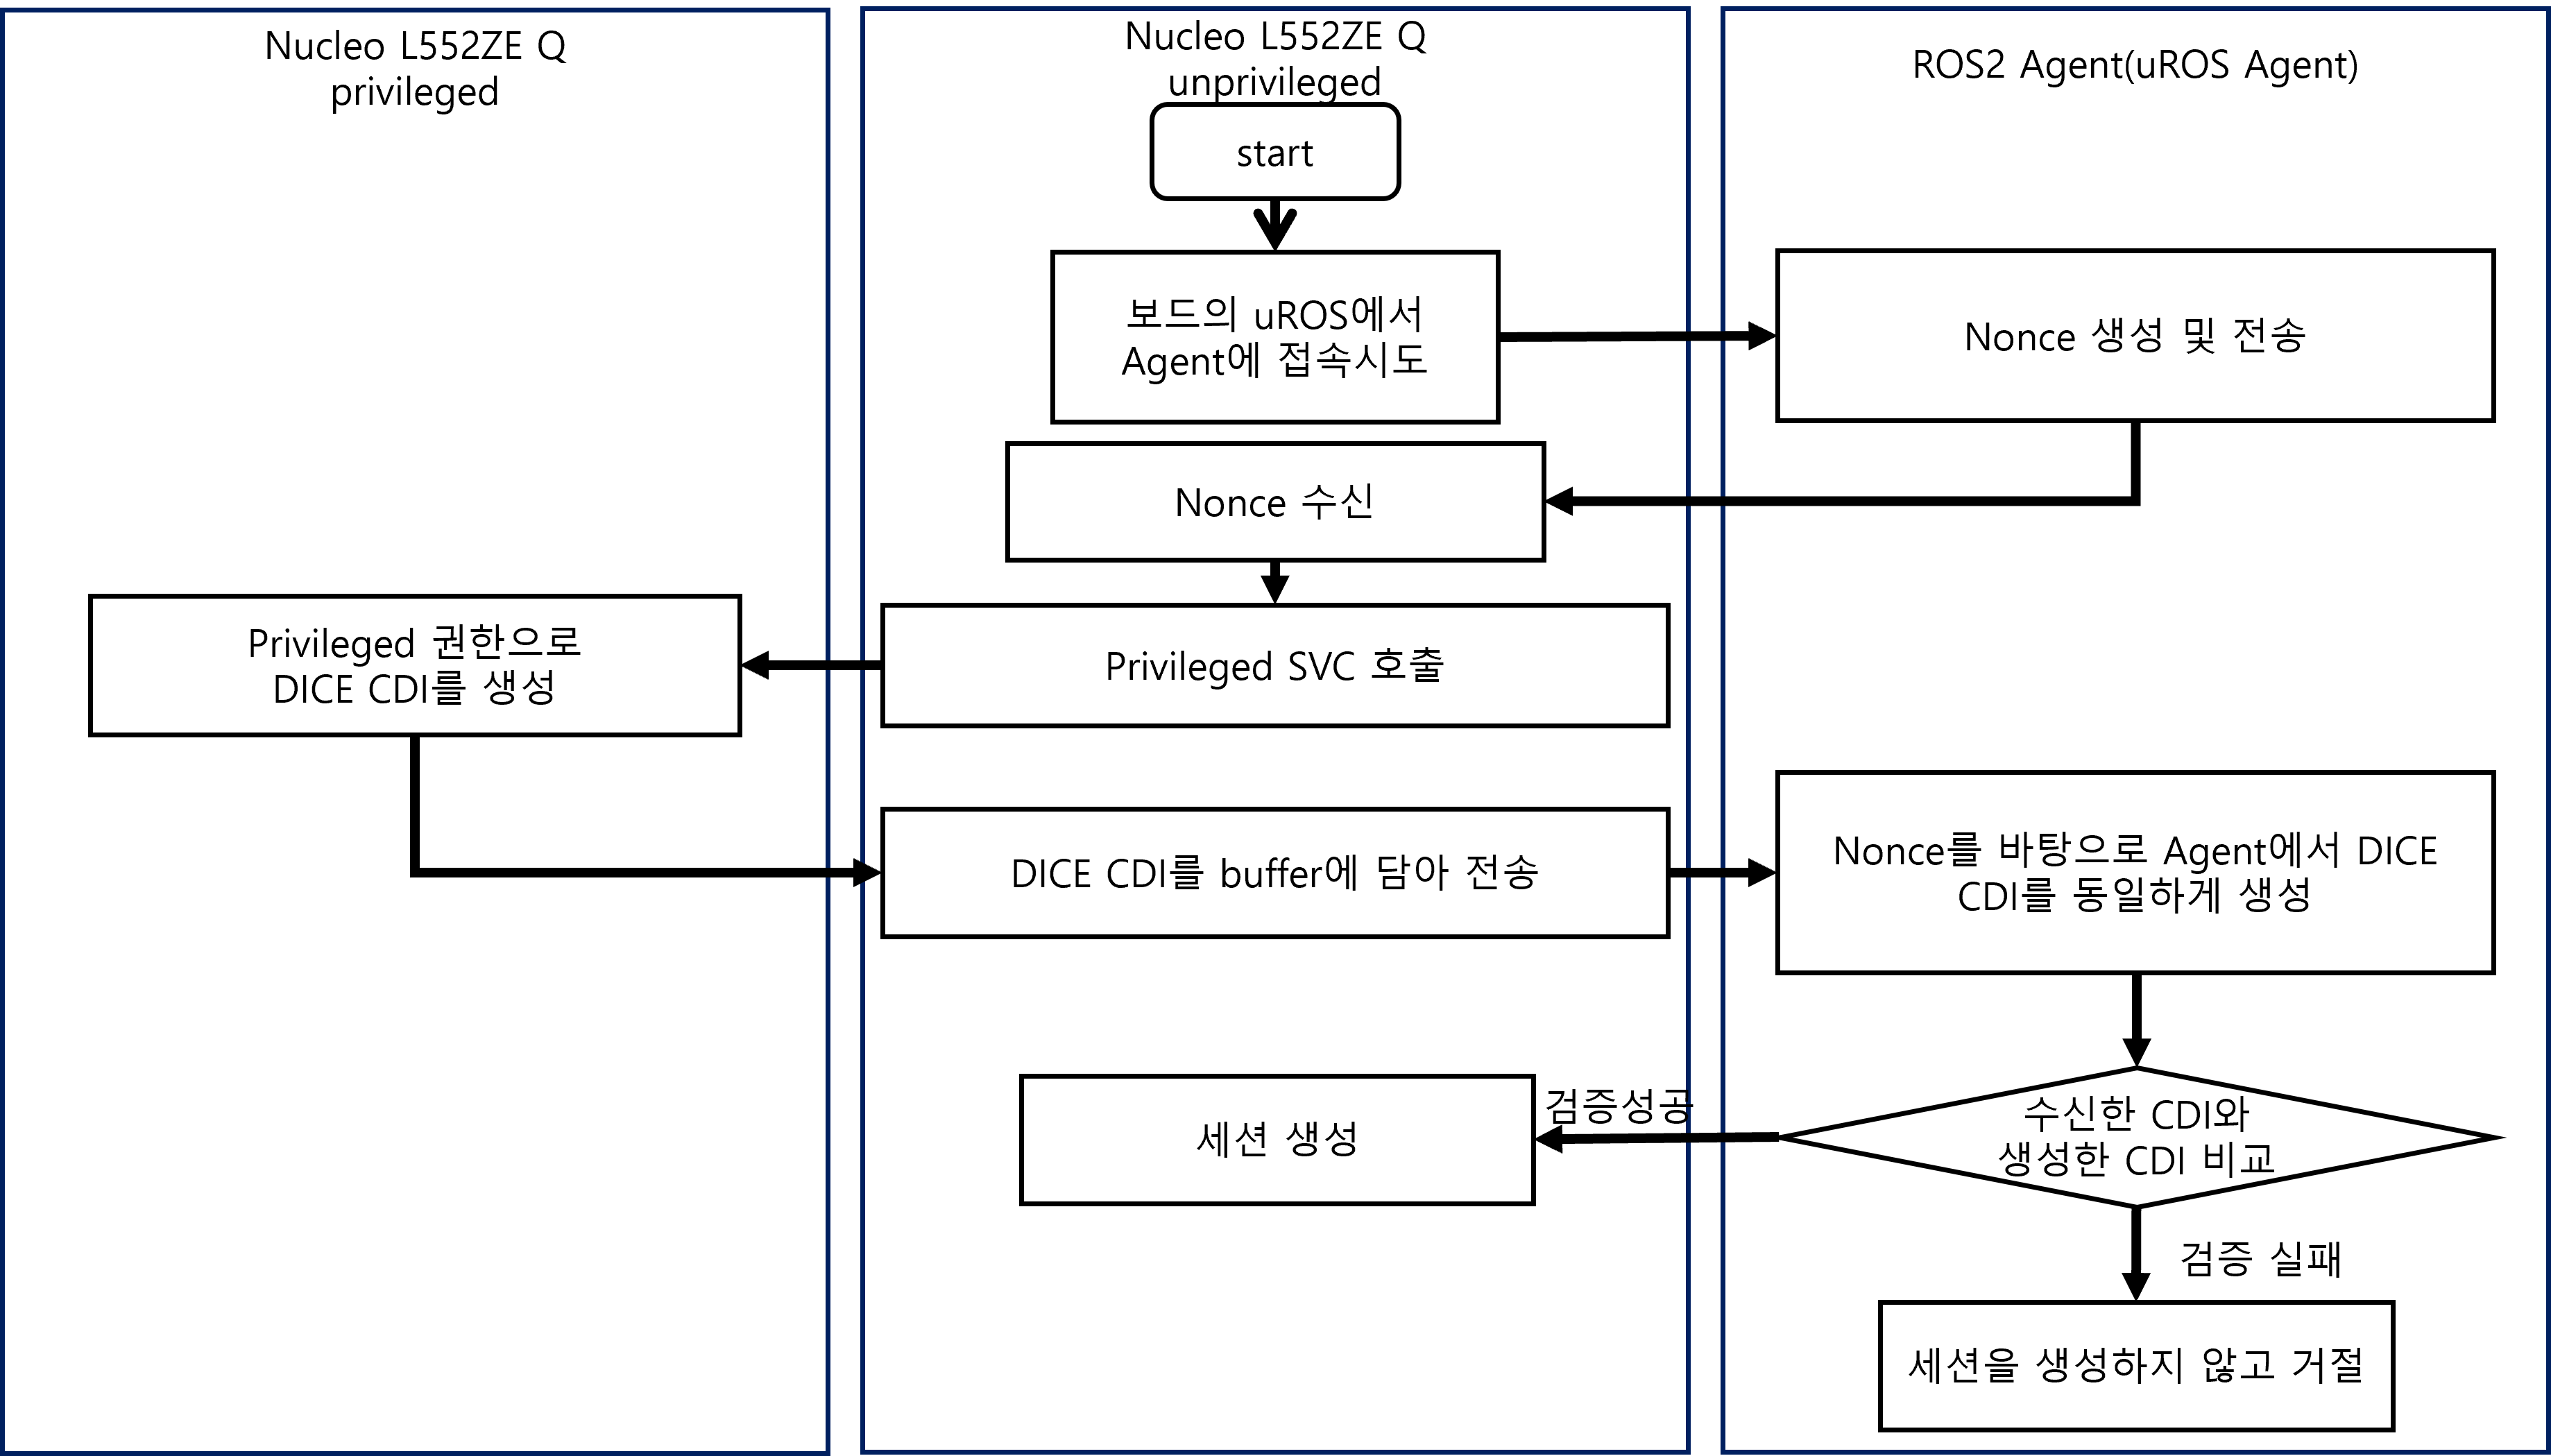 Nucleo L552ZE Q
privileged
Nucleo L552ZE Q
unprivileged
ROS2 Agent(uROS Agent)
start
보드의 uROS에서
Agent에 접속시도
Nonce 생성 및 전송
Nonce 수신
Privileged SVC 호출
Privileged 권한으로
DICE CDI를 생성
DICE CDI를 buffer에 담아 전송
Nonce를 바탕으로 Agent에서 DICE
CDI를 동일하게 생성
수신한 CDI와
생성한 CDI 비교
검증성공
세션 생성
검증 실패
세션을 생성하지 않고 거절